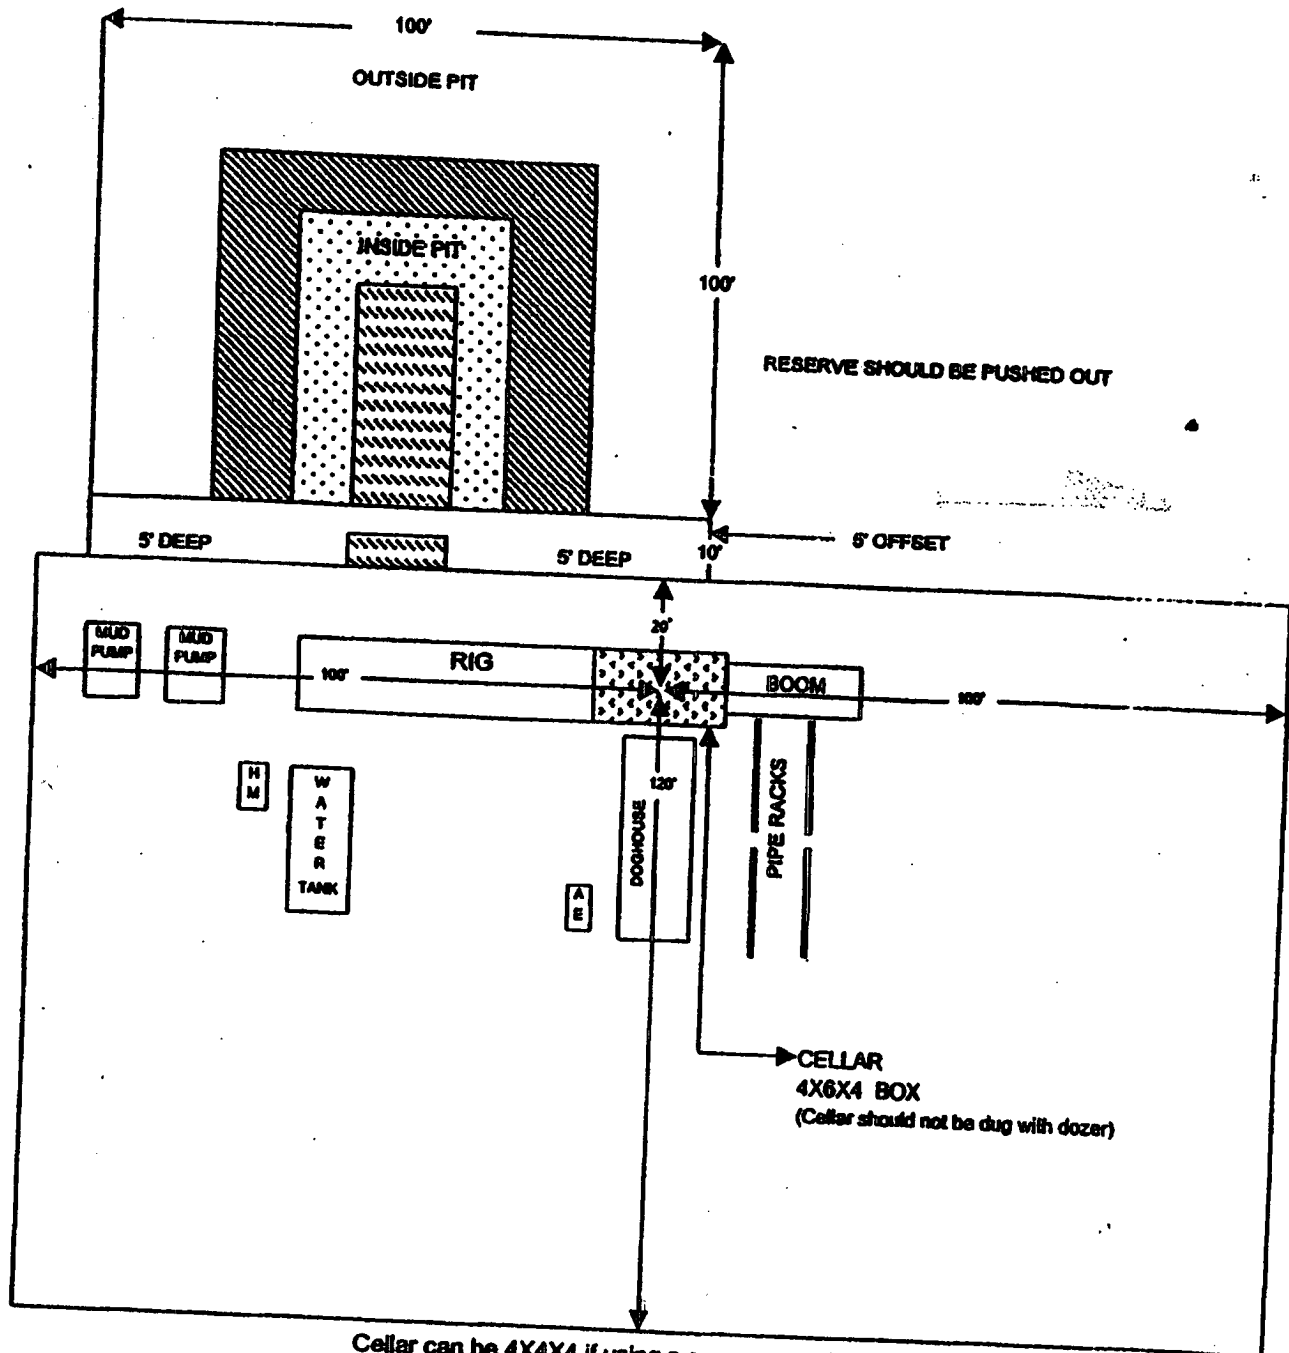 100'
OUTSIDE PIT
INSIDE PIT
100'
RESERVE SHOULD BE PUSHED OUT
5' DEEP
5' DEEP
10'
5' OFFSET
20'
MUD
PUMP
MUD
PUMP
100'
RIG
BOOM
100'
H
M
W
A
T
E
R
TANK
120'
DOGHOUSE
PIPE RACKS
A
E
CELLAR
4X6X4 BOX
(Cellar should not be dug with dozer)
Cellar can be 4X4X4 if using a